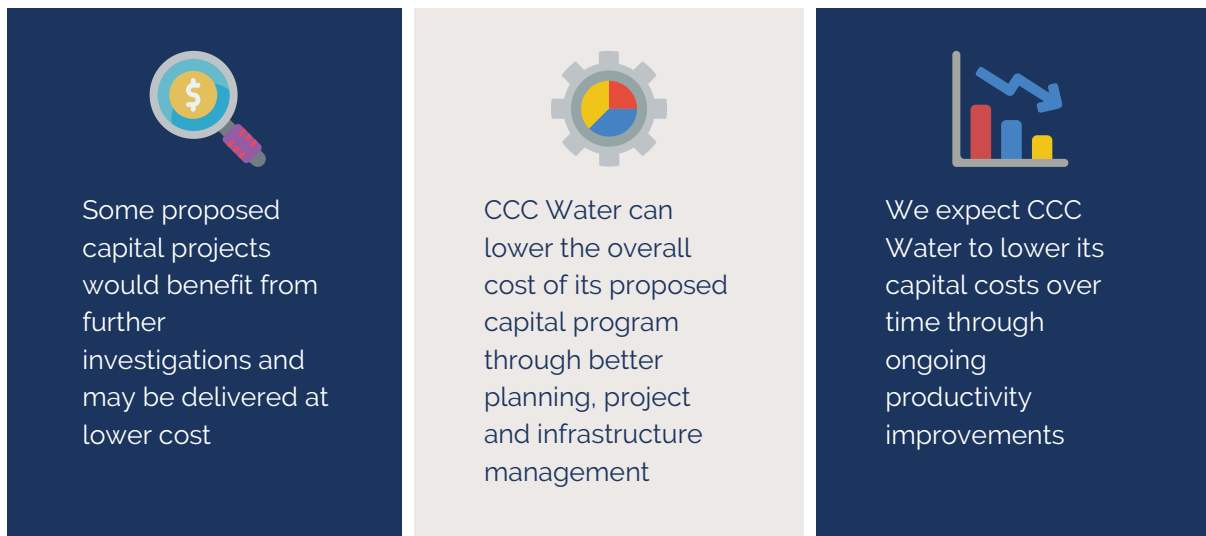 $
Some proposed
capital projects
would benefit from
further
investigations and
may be delivered at
lower cost
CCC Water can
lower the overall
cost of its proposed
capital program
through better
planning, project
and infrastructure
management
We expect CCC
Water to lower its
capital costs over
time through
ongoing
productivity
improvements